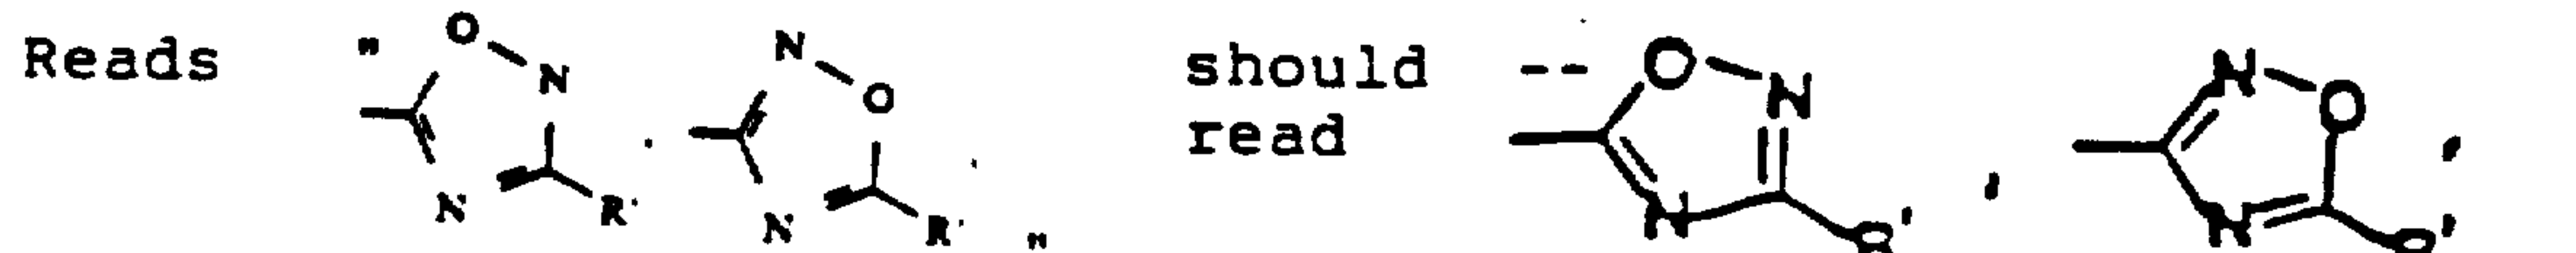 Reads " O N N R' , N O N R' , " should -- O N N R' , N O N R' ,
read